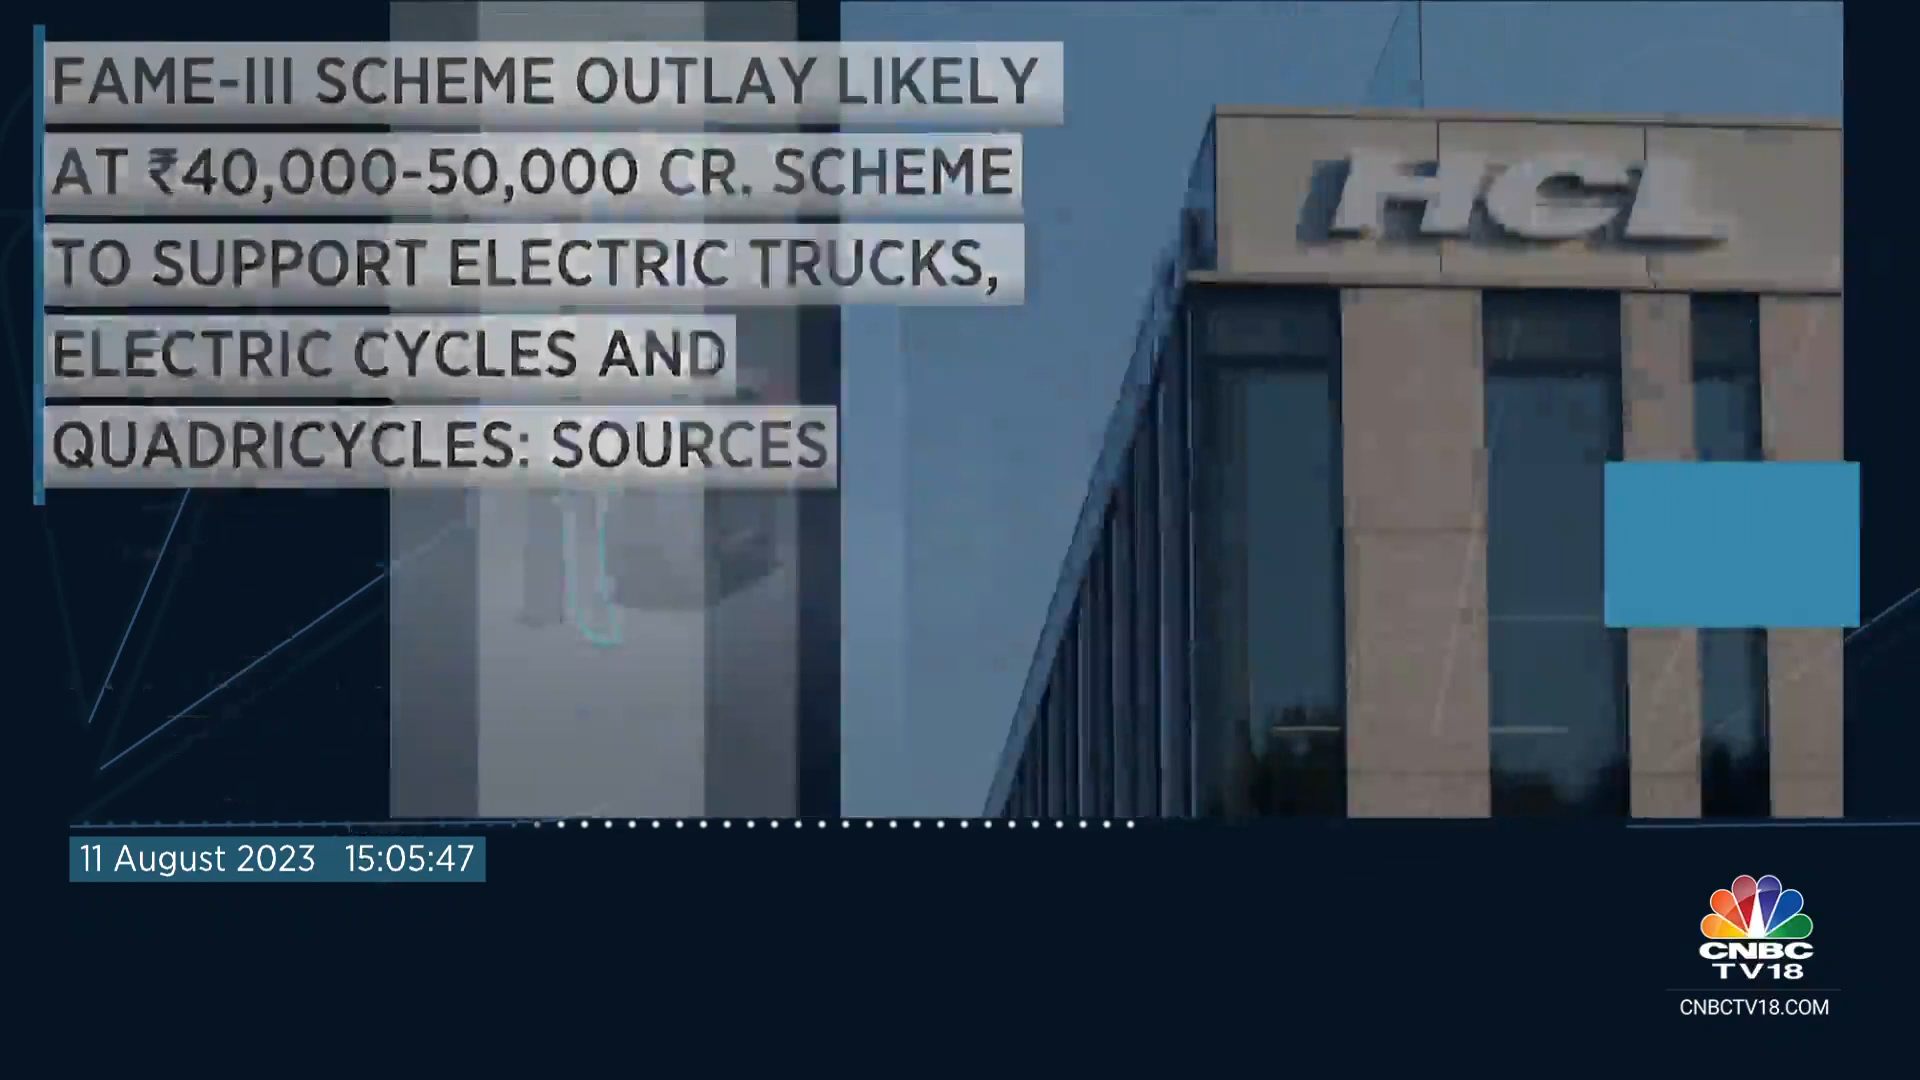 FAME-III SCHEME OUTLAY LIKELY
AT ₹40,000-50,000 CR. SCHEME
TO SUPPORT ELECTRIC TRUCKS,
ELECTRIC CYCLES AND
QUADRICYCLES: SOURCES
HCL
11 August 2023 15:05:47
CNBC
TV18
CNBCTV18.COM